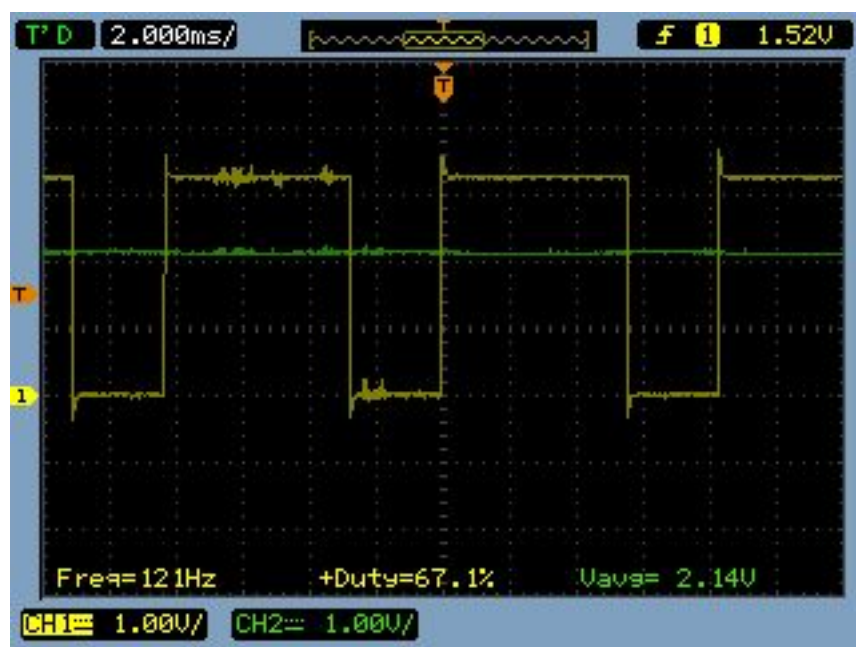 T'D 2.000ms/ 1 1.52V
T
T
1
Freq=121Hz +Duty=67.1% Vavg= 2.14V
CH1 1.00V/ CH2 1.00V/